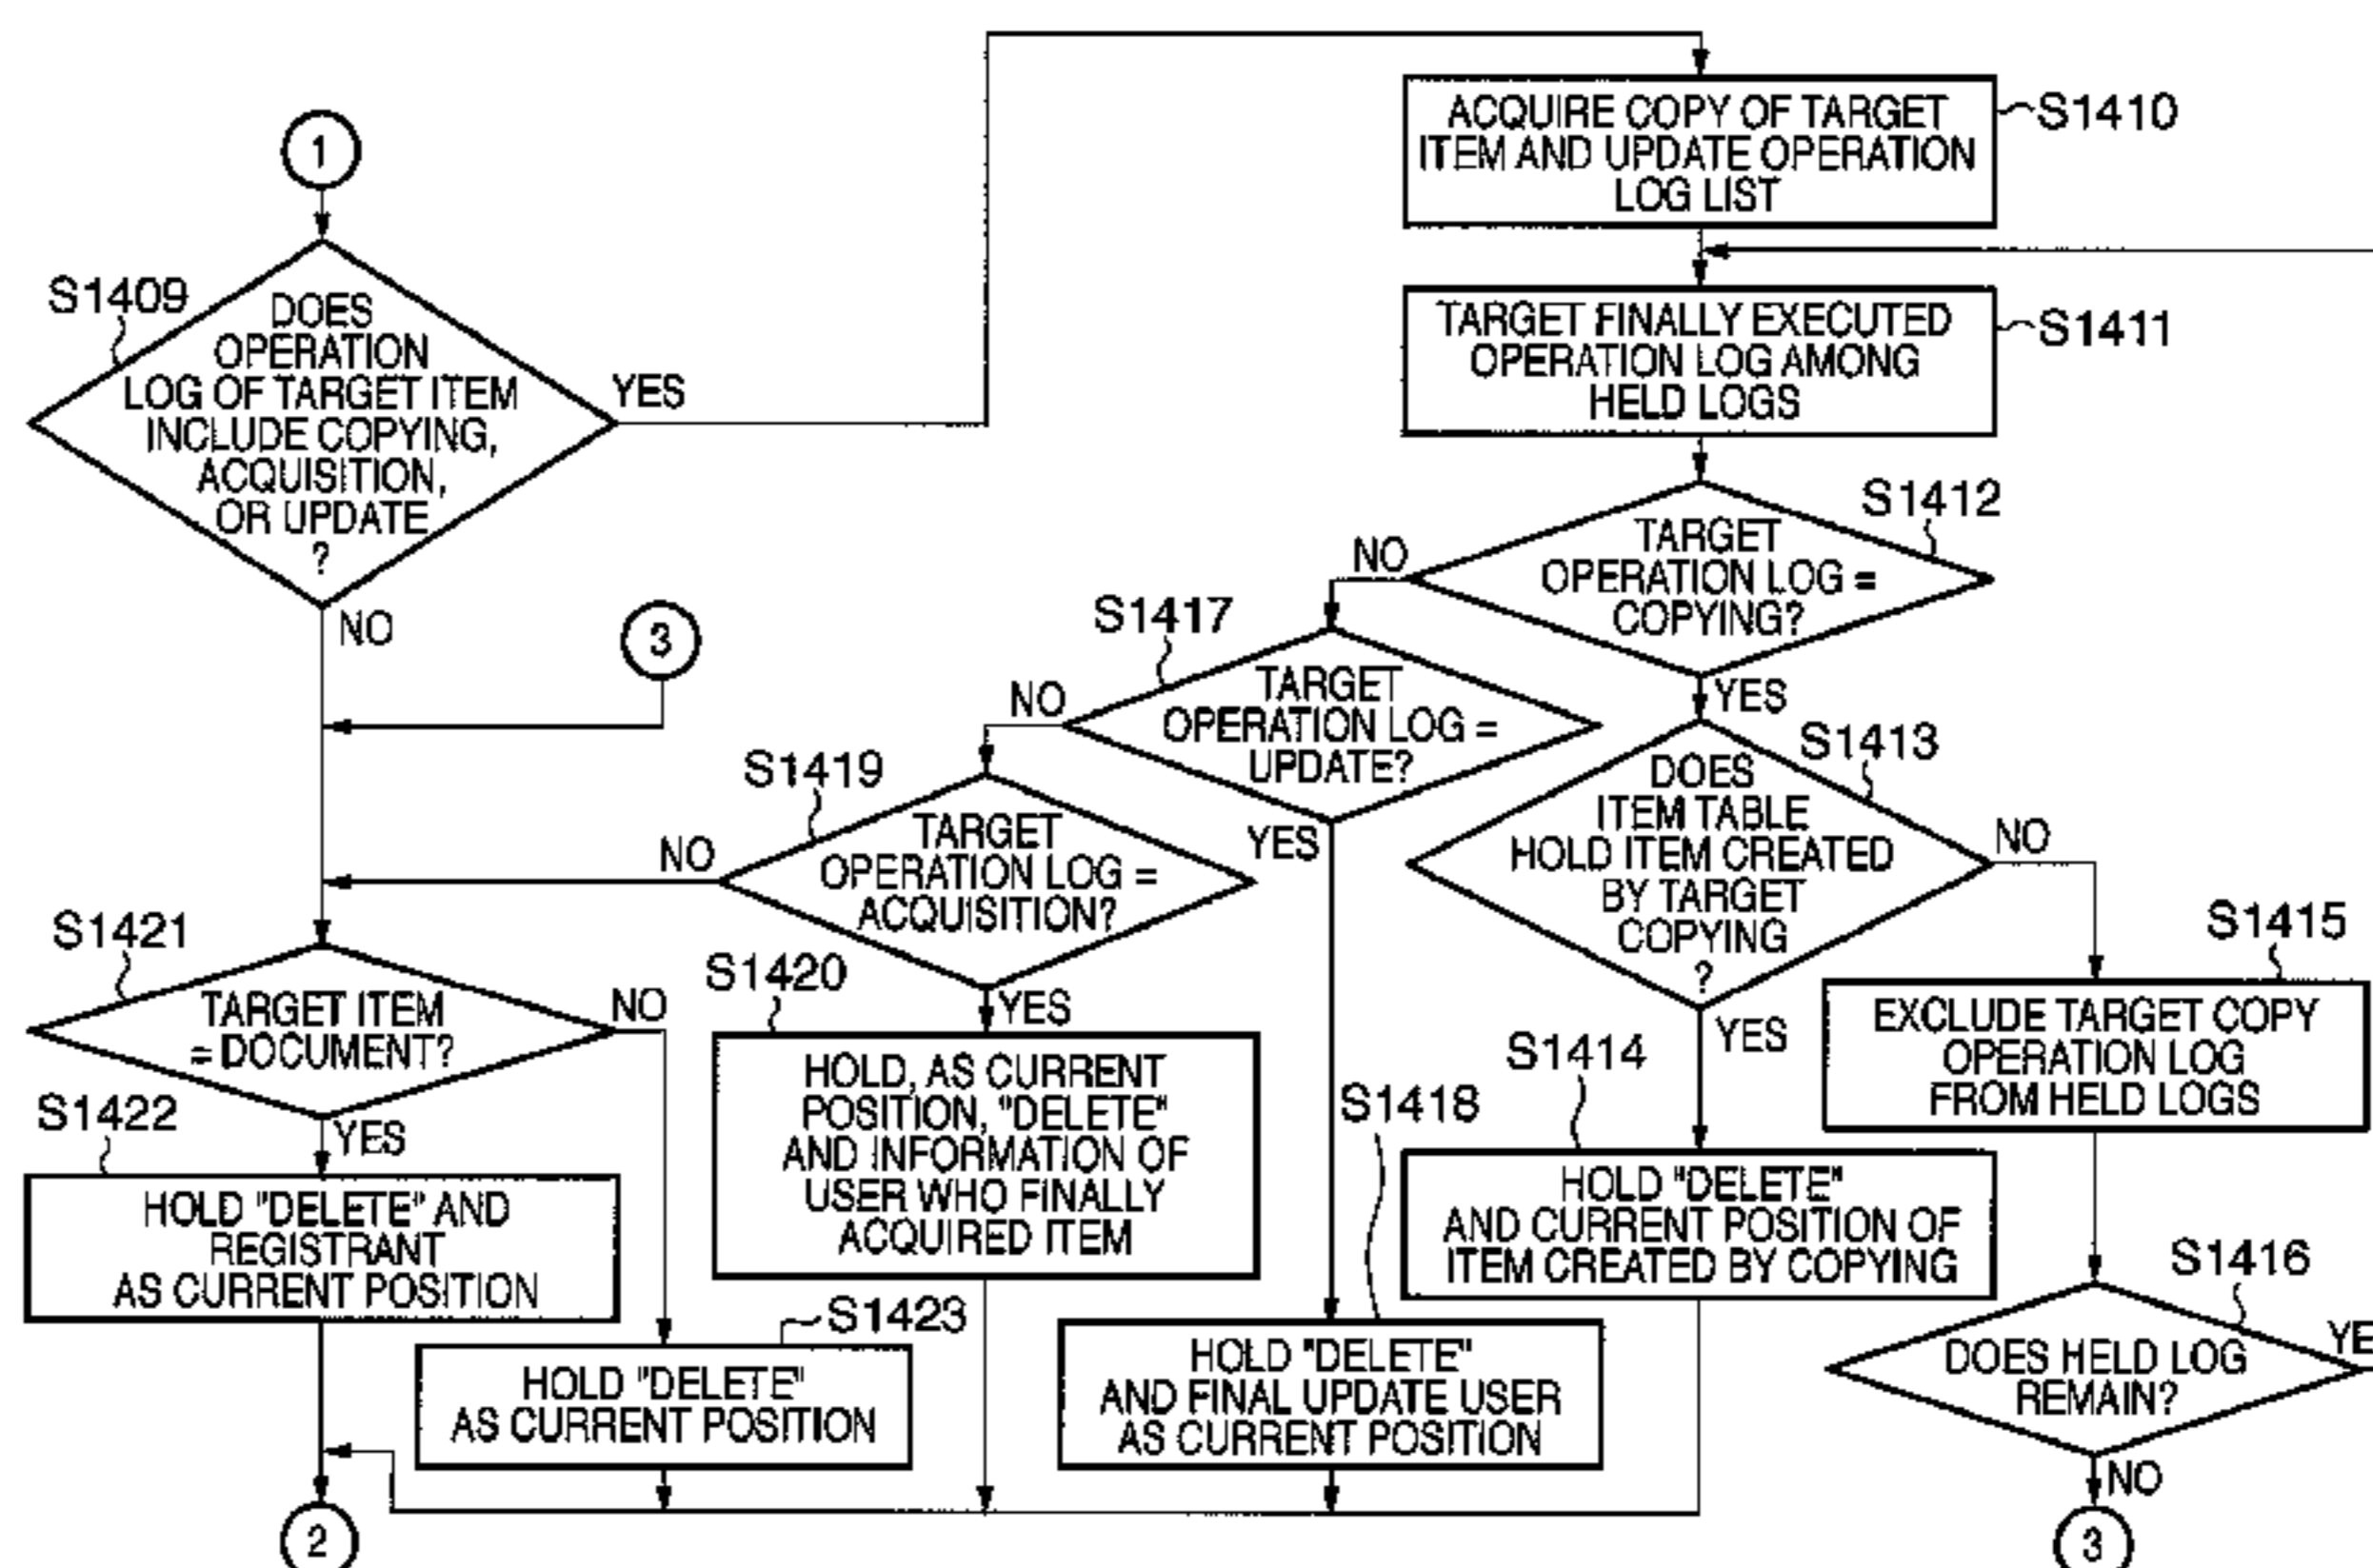 1
S1409
DOES
OPERATION
LOG OF TARGET ITEM
INCLUDE COPYING,
ACQUISITION,
OR UPDATE
?
YES
NO
3
S1410
ACQUIRE COPY OF TARGET
ITEM AND UPDATE OPERATION
LOG LIST
S1411
TARGET FINALLY EXECUTED
OPERATION LOG AMONG
HELD LOGS
S1412
TARGET
OPERATION LOG =
COPYING?
NO
YES
S1417
TARGET
OPERATION LOG =
UPDATE?
NO
YES
S1413
DOES
ITEM TABLE
HOLD ITEM CREATED
BY TARGET
COPYING
?
NO
YES
S1419
TARGET
OPERATION LOG =
ACQUISITION?
NO
YES
S1421
TARGET ITEM
= DOCUMENT?
NO
YES
S1420
HOLD, AS CURRENT
POSITION, "DELETE"
AND INFORMATION OF
USER WHO FINALLY
ACQUIRED ITEM
S1415
EXCLUDE TARGET COPY
OPERATION LOG
FROM HELD LOGS
S1414
HOLD "DELETE"
AND CURRENT POSITION OF
ITEM CREATED BY COPYING
S1422
HOLD "DELETE" AND
REGISTRANT
AS CURRENT POSITION
S1423
HOLD "DELETE"
AS CURRENT POSITION
S1418
HOLD "DELETE"
AND FINAL UPDATE USER
AS CURRENT POSITION
S1416
DOES HELD LOG
REMAIN?
YE
NO
2
3